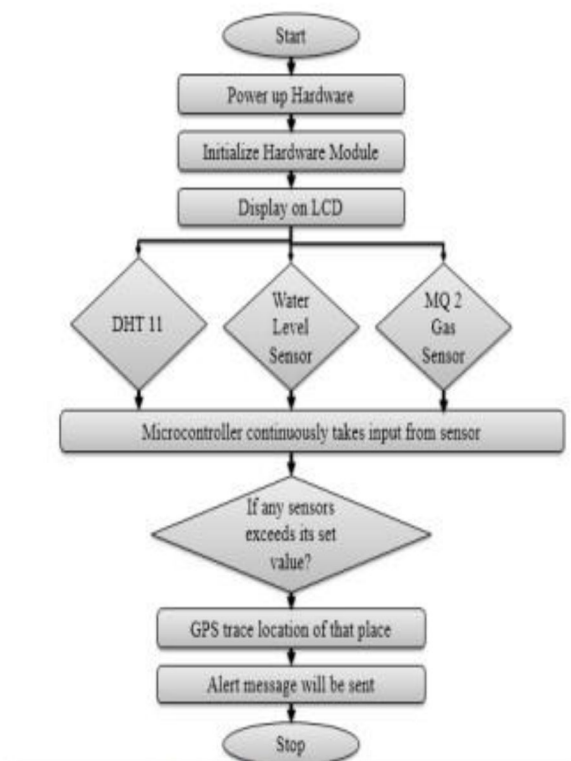 Start
Power up Hardware
Initialize Hardware Module
Display on LCD
DHT 11
Water
Level
Sensor
MQ 2
Gas
Sensor
Microcontroller continuously takes input from sensor
If any sensors
exceeds its set
value?
GPS trace location of that place
Alert message will be sent
Stop